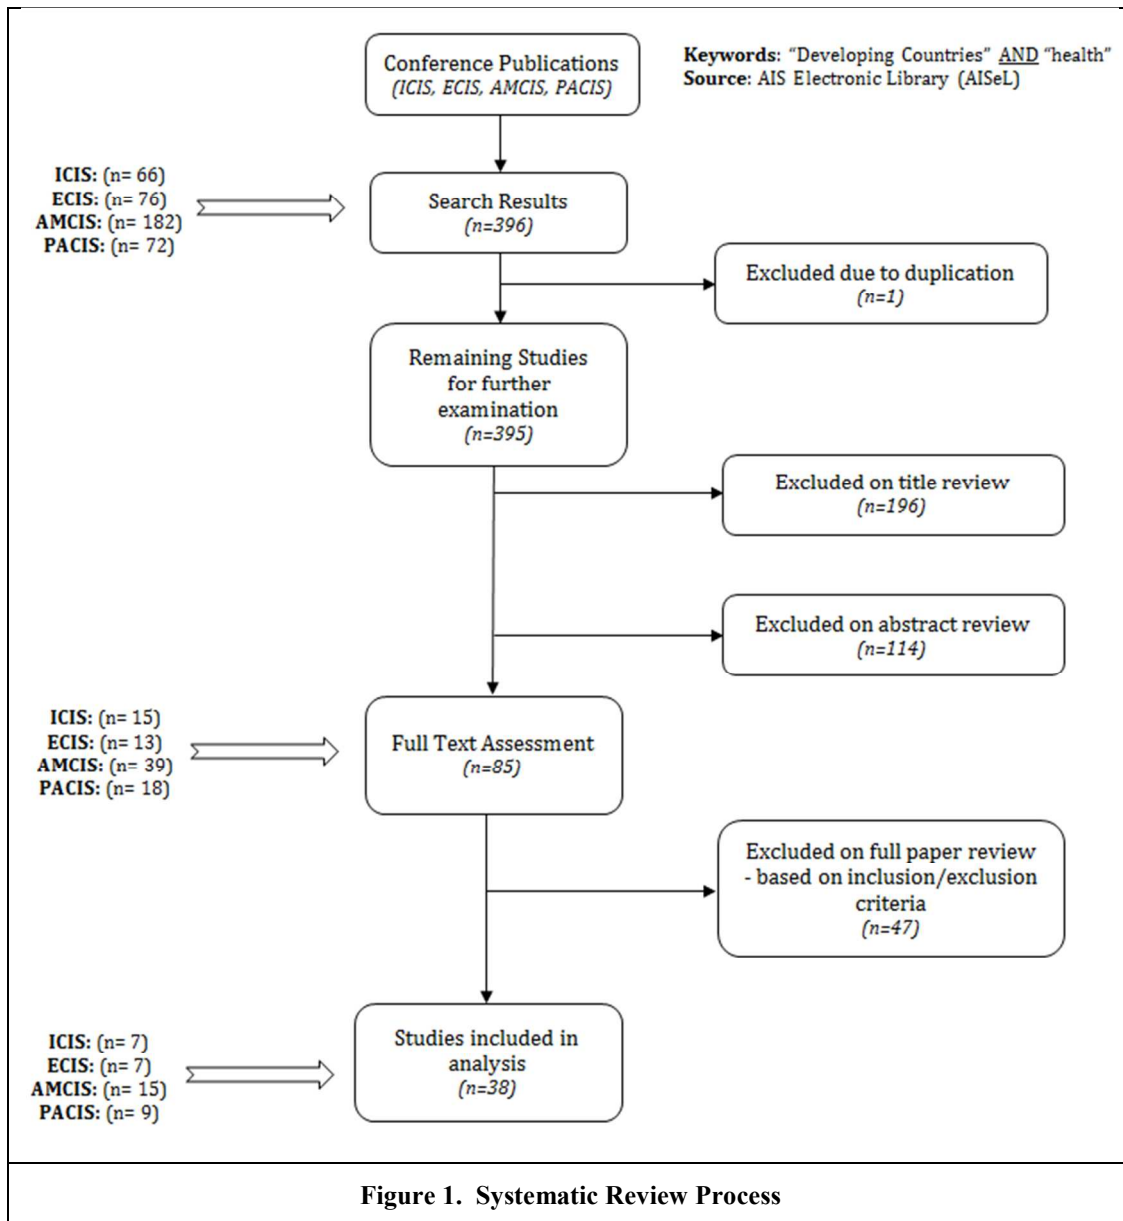 Conference Publications
(ICIS, ECIS, AMCIS, PACIS)
Keywords: “Developing Countries” AND “health”
Source: AIS Electronic Library (AISeL)
ICIS: (n= 66)
ECIS: (n= 76)
AMCIS: (n= 182)
PACIS: (n= 72)
Search Results
(n=396)
Excluded due to duplication
(n=1)
Remaining Studies
for further
examination
(n=395)
Excluded on title review
(n=196)
Excluded on abstract review
(n=114)
ICIS: (n= 15)
ECIS: (n= 13)
AMCIS: (n= 39)
PACIS: (n= 18)
Full Text Assessment
(n=85)
Excluded on full paper review
- based on inclusion/exclusion
criteria
(n=47)
ICIS: (n= 7)
ECIS: (n= 7)
AMCIS: (n= 15)
PACIS: (n= 9)
Studies included in
analysis
(n=38)
Figure 1. Systematic Review Process